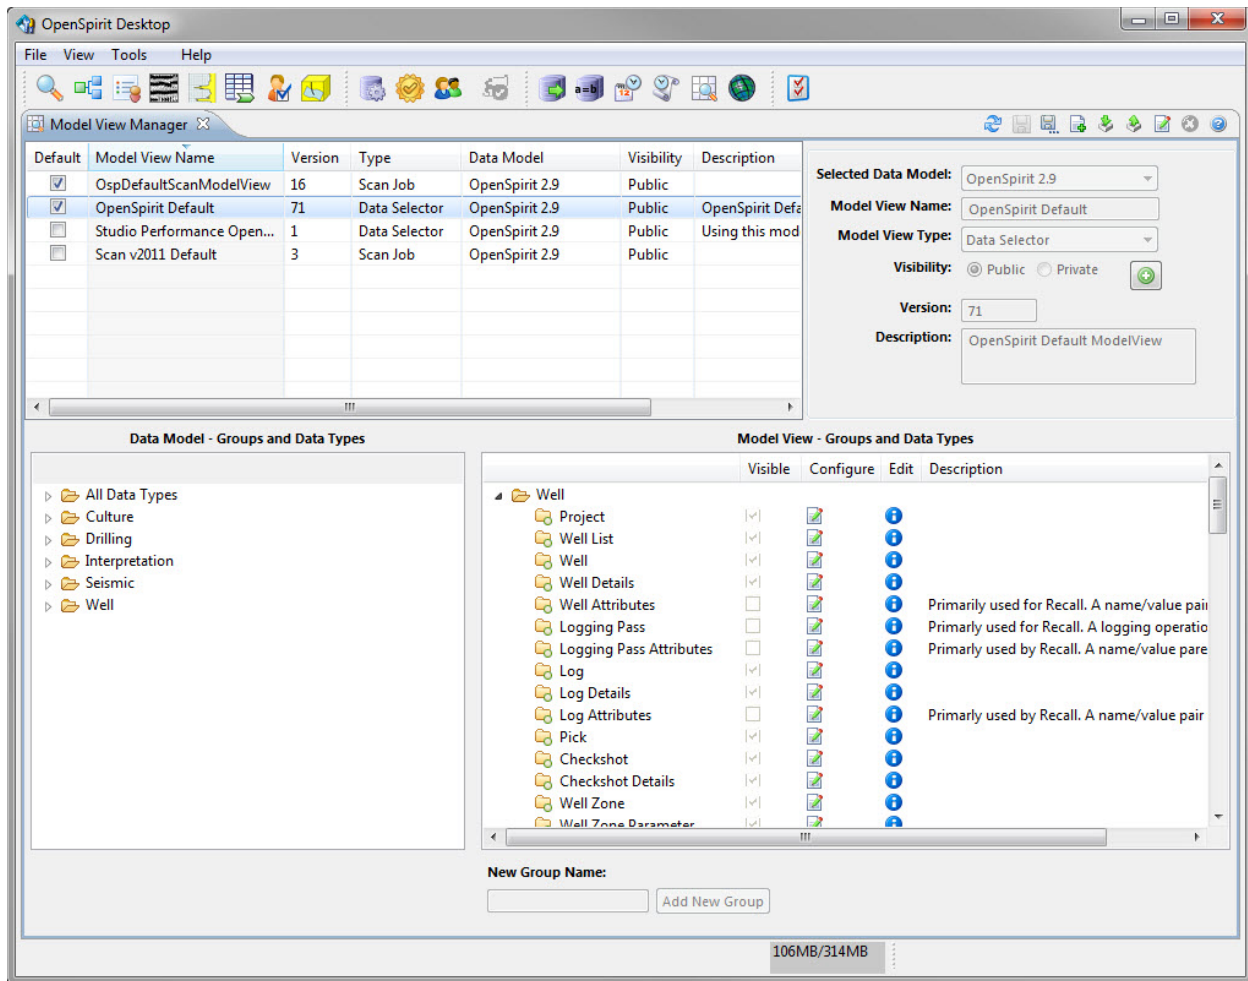 OpenSpirit Desktop
File View Tools Help
a=b 12
Model View Manager
Default Model View Name Version Type Data Model Visibility Description
OspDefaultScanModelView 16 Scan Job OpenSpirit 2.9 Public
OpenSpirit Default 71 Data Selector OpenSpirit 2.9 Public OpenSpirit Defa
Studio Performance Open... 1 Data Selector OpenSpirit 2.9 Public Using this mod
Scan v2011 Default 3 Scan Job OpenSpirit 2.9 Public
Selected Data Model: OpenSpirit 2.9
Model View Name: OpenSpirit Default
Model View Type: Data Selector
Visibility: Public Private
Version: 71
Description: OpenSpirit Default ModelView
Data Model - Groups and Data Types
All Data Types
Culture
Drilling
Interpretation
Seismic
Well
Model View - Groups and Data Types
Visible Configure Edit Description
Well
Project
Well List
Well
Well Details
Well Attributes Primarily used for Recall. A name/value pair
Logging Pass Primarly used for Recall. A logging operatio
Logging Pass Attributes Primarly used by Recall. A name/value pare
Log
Log Details
Log Attributes Primarly used by Recall. A name/value pair
Pick
Checkshot
Checkshot Details
Well Zone
Well Zone Parameter
New Group Name:
Add New Group
106MB/314MB